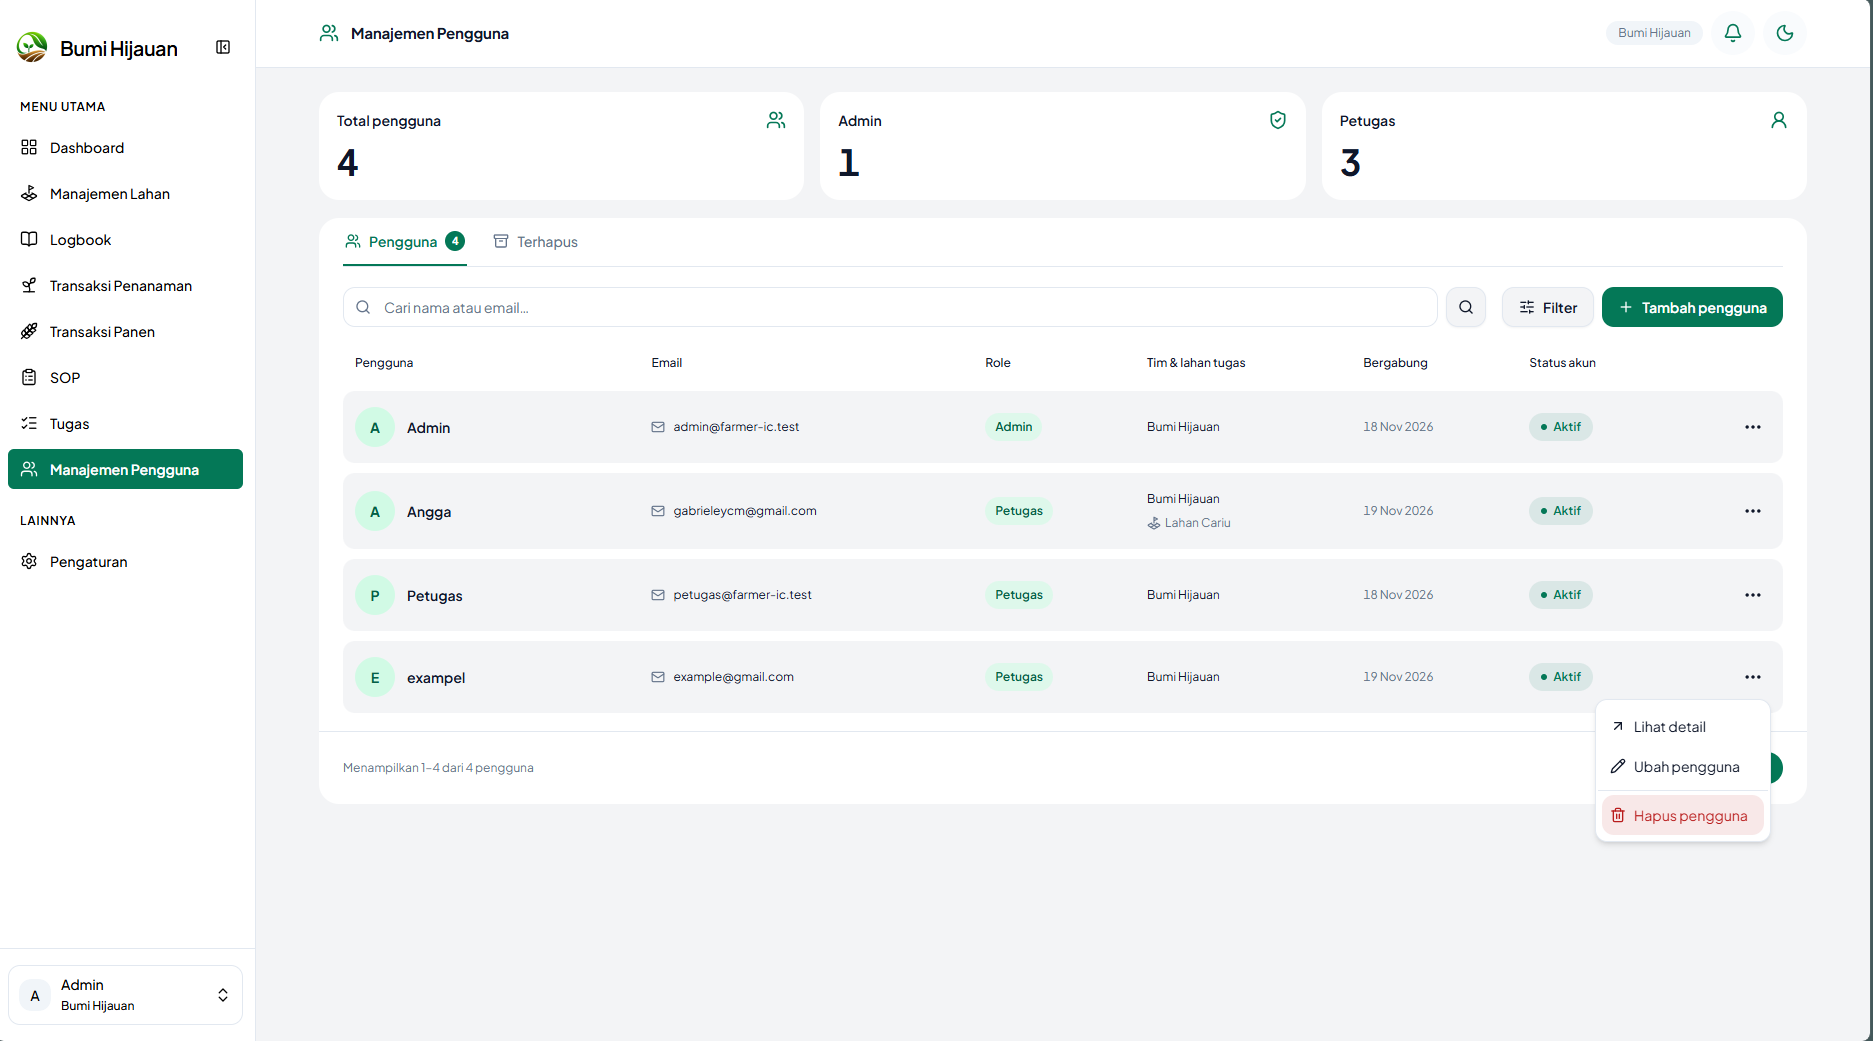 Bumi Hijauan
MENU UTAMA
Dashboard
Manajemen Lahan
Logbook
Transaksi Penanaman
Transaksi Panen
SOP
Tugas
Manajemen Pengguna
LAINNYA
Pengaturan
A
Admin
Bumi Hijauan
Manajemen Pengguna
Bumi Hijauan
Total pengguna
4
Admin
1
Petugas
3
Pengguna 4 Terhapus
Cari nama atau email...
Filter
+ Tambah pengguna
Pengguna Email Role Tim & lahan tugas Bergabung Status akun
A Admin admin@farmer-ic.test Admin Bumi Hijauan 18 Nov 2026 Aktif
A Angga gabrieleycm@gmail.com Petugas Bumi Hijauan 19 Nov 2026 Aktif
Lahan Cariu
P Petugas petugas@farmer-ic.test Petugas Bumi Hijauan 18 Nov 2026 Aktif
E exampel example@gmail.com Petugas Bumi Hijauan 19 Nov 2026 Aktif
Lihat detail
Ubah pengguna
Hapus pengguna
Menampilkan 1–4 dari 4 pengguna